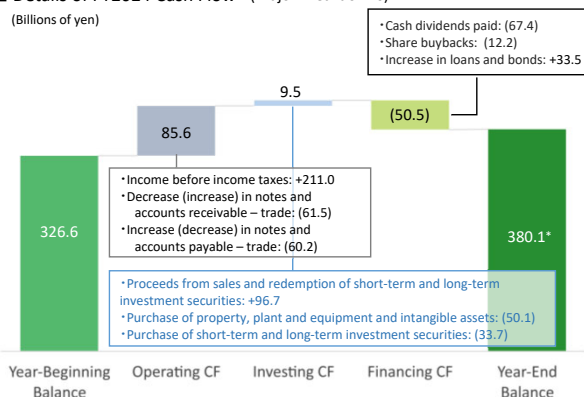 (Billions of yen)
・Cash dividends paid: (67.4)
・Share buybacks: (12.2)
・Increase in loans and bonds: +33.5
9.5
(50.5)
85.6
・Income before income taxes: +211.0
・Decrease (increase) in notes and
accounts receivable – trade: (61.5)
・Increase (decrease) in notes and
accounts payable – trade: (60.2)
326.6
380.1*
・Proceeds from sales and redemption of short-term and long-term
investment securities: +96.7
・Purchase of property, plant and equipment and intangible assets: (50.1)
・Purchase of short-term and long-term investment securities: (33.7)
Year-Beginning
Balance
Operating CF
Investing CF
Financing CF
Year-End
Balance